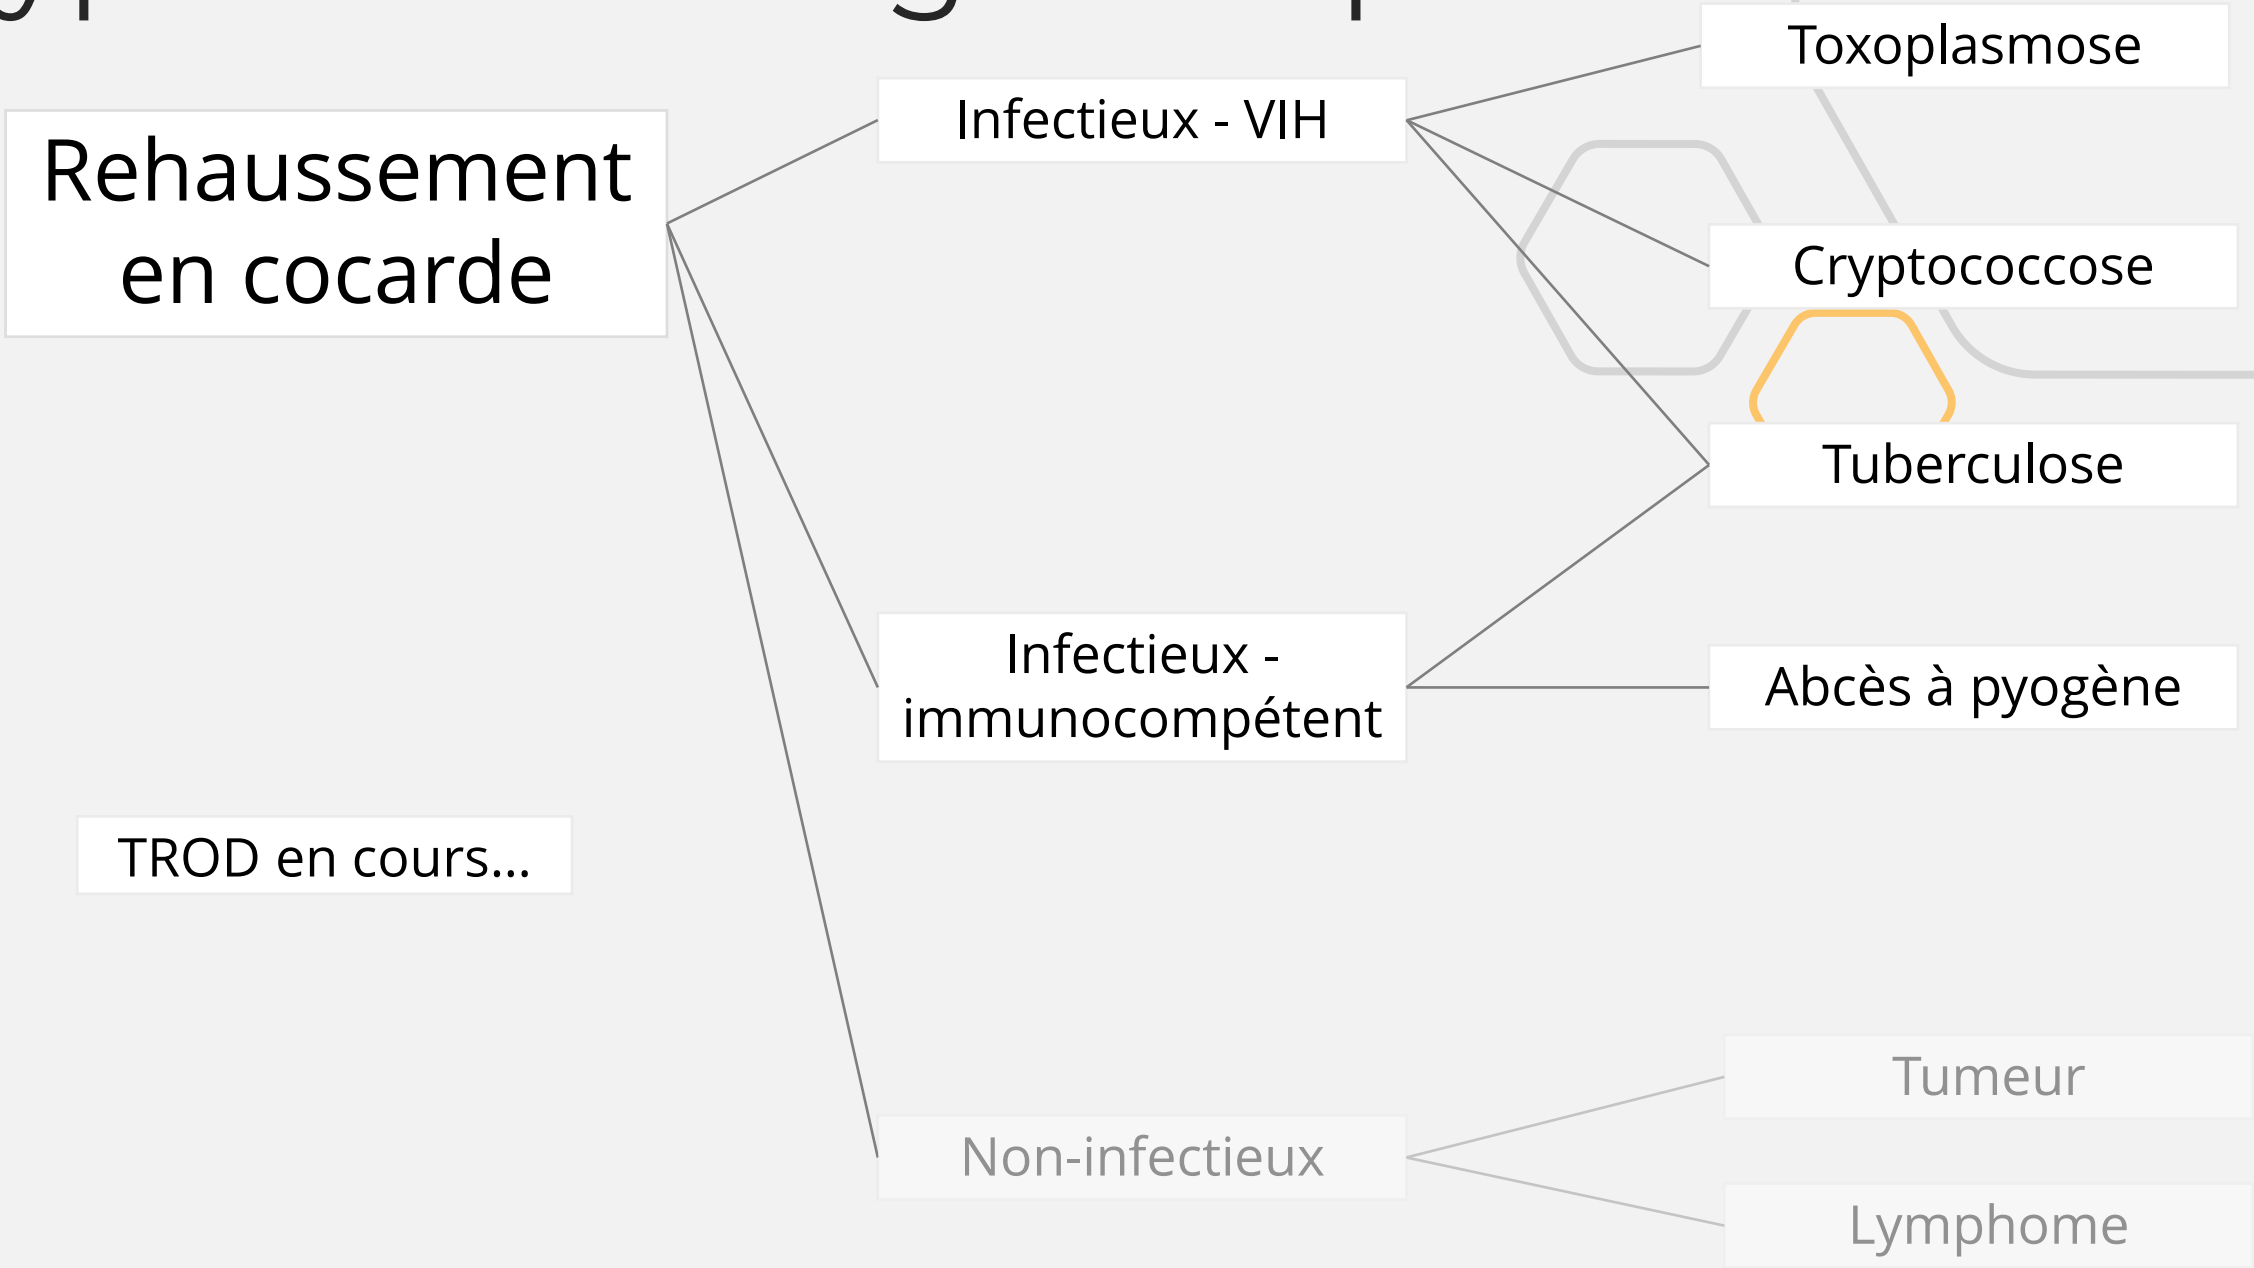 Rehaussement
en cocarde
TROD en cours...
Infectieux - VIH
Infectieux -
immunocompétent
Non-infectieux
Toxoplasmose
Cryptococcose
Tuberculose
Abcès à pyogène
Tumeur
Lymphome